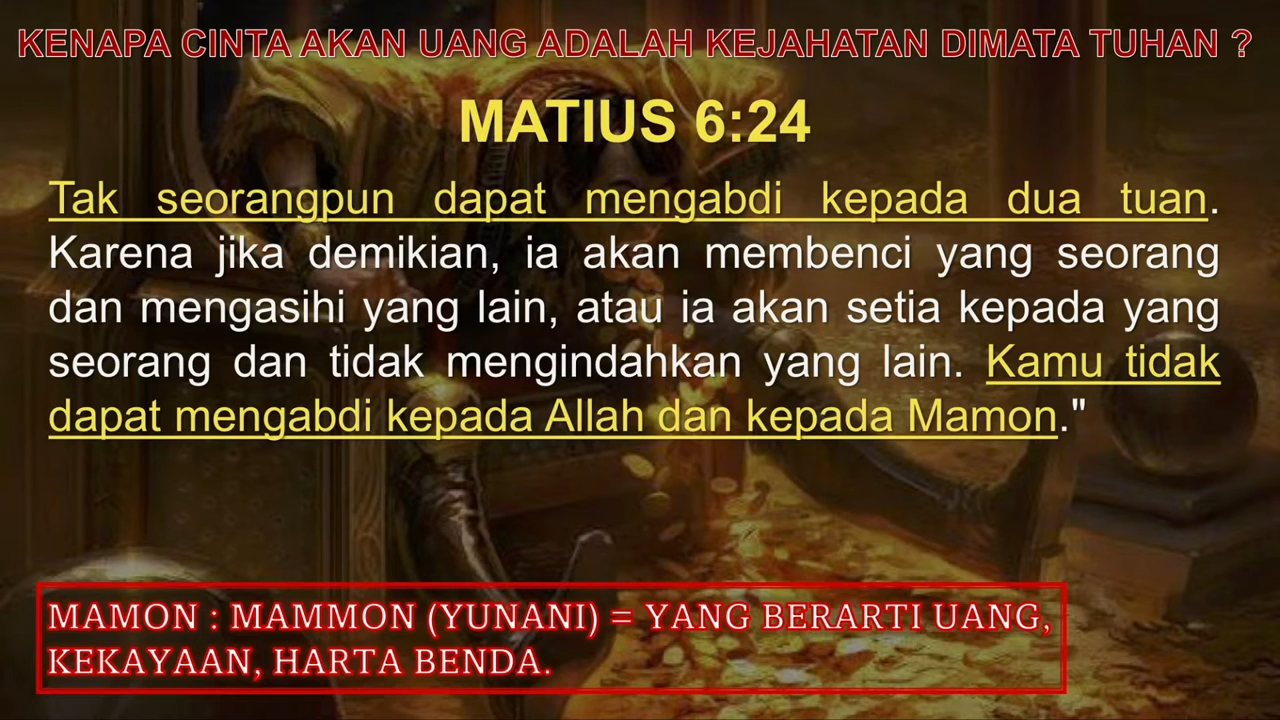 KENAPA CINTA AKAN UANG ADALAH KEJAHATAN DIMATA TUHAN ?
MATIUS 6:24
Tak seorangpun dapat mengabdi kepada dua tuan.
Karena jika demikian, ia akan membenci yang seorang
dan mengasihi yang lain, atau ia akan setia kepada yang
seorang dan tidak mengindahkan yang lain. Kamu tidak
dapat mengabdi kepada Allah dan kepada Mamon."
MAMON : MAMMON (YUNANI) = YANG BERARTI UANG,
KEKAYAAN, HARTA BENDA.